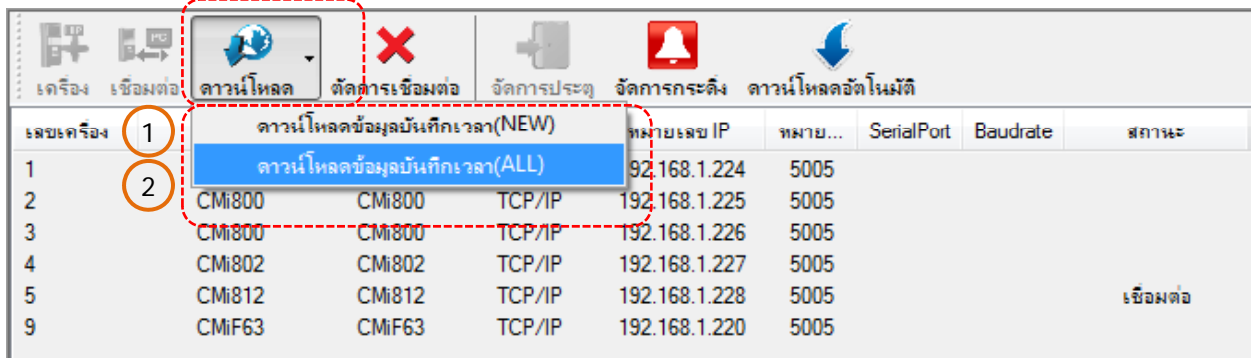 เครื่อง เชื่อมต่อ ดาวน์โหลด ตัดการเชื่อมต่อ จัดการประตู จัดการกระดิ่ง ดาวน์โหลดอัตโนมัติ
เลขเครื่อง 1 ดาวน์โหลดข้อมูลบันทึกเวลา(NEW) หมายเลข IP หมาย... SerialPort Baudrate สถานะ
1 2 ดาวน์โหลดข้อมูลบันทึกเวลา(ALL) 192.168.1.224 5005
2 CMi800 CMi800 TCP/IP 192.168.1.225 5005
3 CMi800 CMi800 TCP/IP 192.168.1.226 5005
4 CMi802 CMi802 TCP/IP 192.168.1.227 5005
5 CMi812 CMi812 TCP/IP 192.168.1.228 5005 เชื่อมต่อ
9 CMiF63 CMiF63 TCP/IP 192.168.1.220 5005